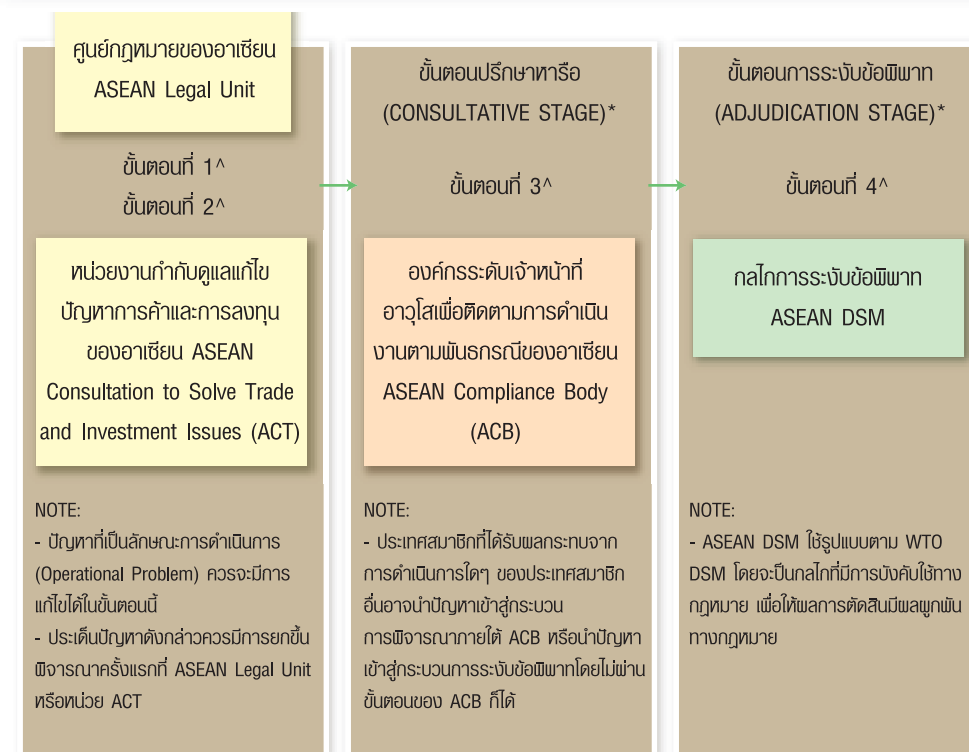 ศูนย์กฎหมายของอาเซียน
ASEAN Legal Unit
ขั้นตอนที่ 1^
ขั้นตอนที่ 2^
หน่วยงานกำกับดูแลแก้ไข
ปัญหาการค้าและการลงทุน
ของอาเซียน ASEAN
Consultation to Solve Trade
and Investment Issues (ACT)
NOTE:
- ปัญหาที่เป็นลักษณะการดำเนินการ
(Operational Problem) ควรจะมีการ
แก้ไขได้ในขั้นตอนนี้
- ประเด็นปัญหาดังกล่าวควรมีการยกขึ้น
พิจารณาครั้งแรกที่ ASEAN Legal Unit
หรือหน่วย ACT
ขั้นตอนปรึกษาหารือ
(CONSULTATIVE STAGE)*
ขั้นตอนที่ 3^
องค์กรระดับเจ้าหน้าที่
อาวุโสเพื่อติดตามการดำเนิน
งานตามพันธกรณีของอาเซียน
ASEAN Compliance Body
(ACB)
NOTE:
- ประเทศสมาชิกที่ได้รับผลกระทบจาก
การดำเนินการใดๆ ของประเทศสมาชิก
อื่นอาจนำปัญหาเข้าสู่กระบวน
การพิจารณาภายใต้ ACB หรือนำปัญหา
เข้าสู่กระบวนการระงับข้อพิพาทโดยไม่ผ่าน
ขั้นตอนของ ACB ก็ได้
ขั้นตอนการระงับข้อพิพาท
(ADJUDICATION STAGE)*
ขั้นตอนที่ 4^
กลไกการระงับข้อพิพาท
ASEAN DSM
NOTE:
- ASEAN DSM ใช้รูปแบบตาม WTO
DSM โดยจะป็นกลไกที่มีการบังคับใช้ทาง
กฎหมาย เพื่อให้ผลการตัดสินมีผลผูกพัน
ทางกฎหมาย